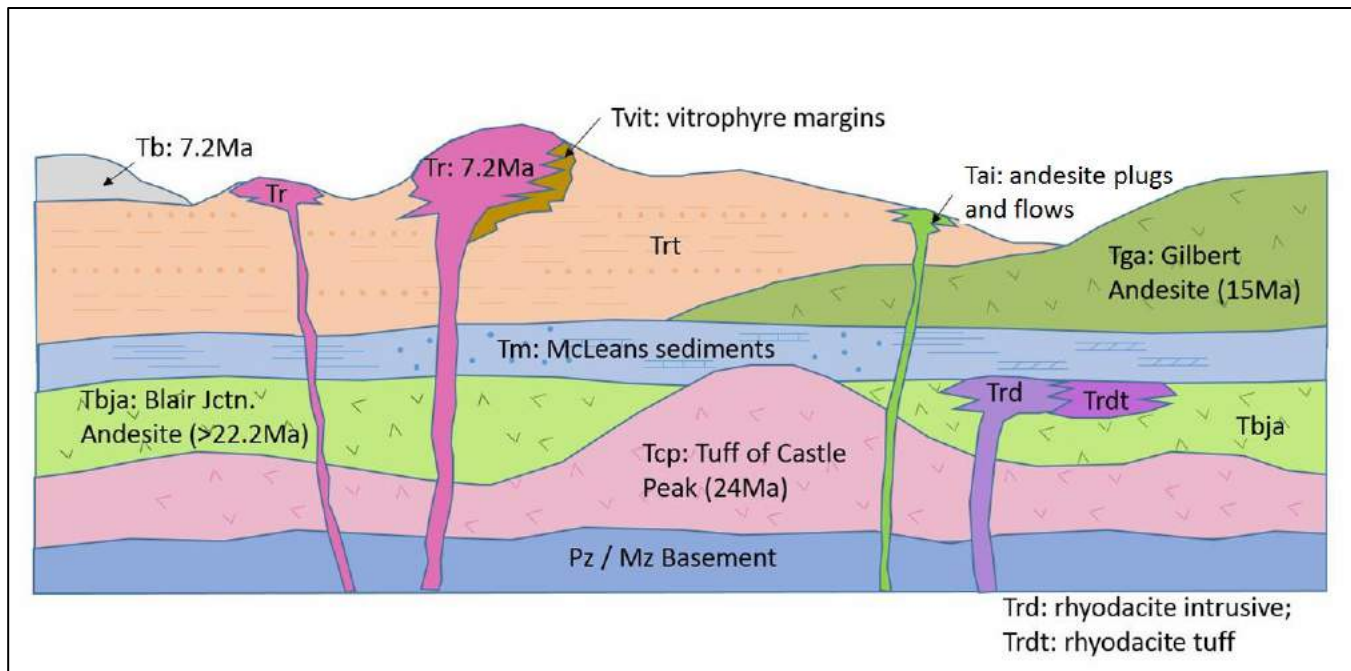 Tvit: vitrophyre margins
Tb: 7.2Ma
Tr
Tr: 7.2Ma
Tai: andesite plugs
and flows
Trt
Tga: Gilbert
Andesite (15Ma)
Tm: McLeans sediments
Tbja: Blair Jctn.
Andesite (>22.2Ma)
Trd
Trdt
Tbja
Tcp: Tuff of Castle
Peak (24Ma)
Pz / Mz Basement
Trd: rhyodacite intrusive;
Trdt: rhyodacite tuff